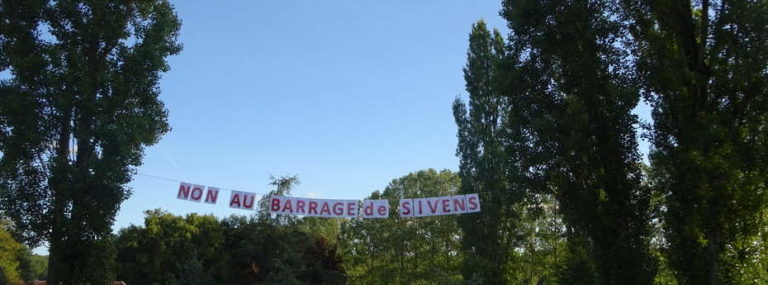 NON AU BARRAGE de SIVENS